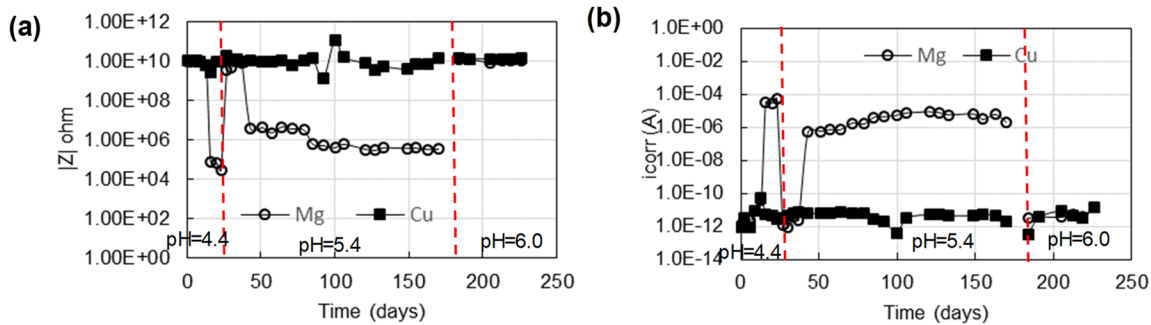 (a)
1.00E+12
1.00E+10
1.00E+08
1.00E+06
1.00E+04
1.00E+02
1.00E+00
|Z| ohm
Mg Cu
pH=4.4 pH=5.4 pH=6.0
0 50 100 150 200 250
Time (days)
(b)
1.0E+00
1.0E-02
1.0E-04
1.0E-06
1.0E-08
1.0E-10
1.0E-12
1.0E-14
icorr (A)
Mg Cu
pH=4.4 pH=5.4 pH=6.0
0 50 100 150 200 250
Time (days)